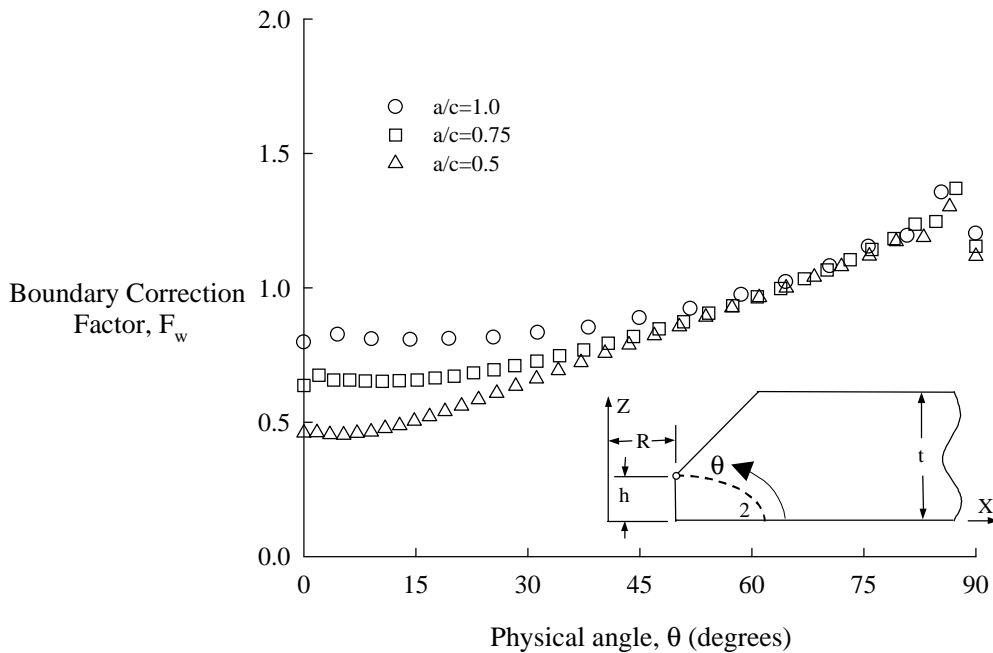 2.0
1.5
1.0
0.5
0.0
Boundary Correction
Factor, F_w
a/c=1.0
a/c=0.75
a/c=0.5
Z
R
θ
t
h
2
X
0 15 30 45 60 75 90
Physical angle, θ (degrees)